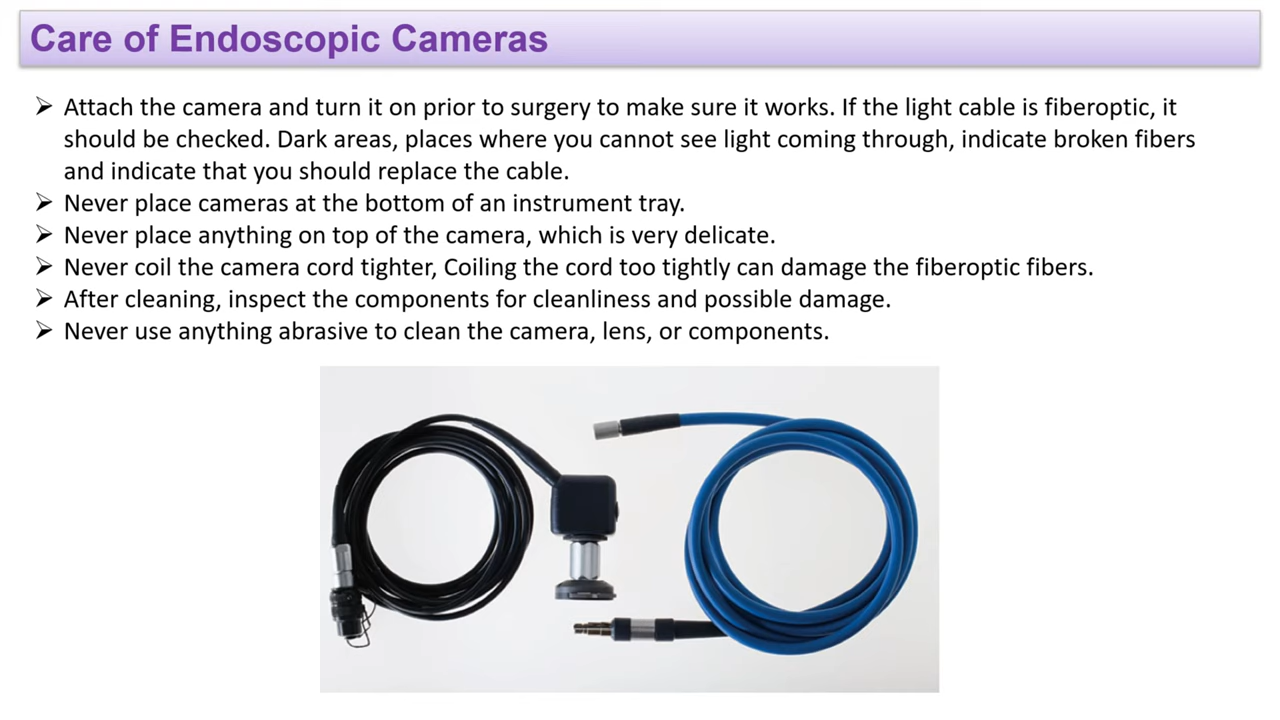 Care of Endoscopic Cameras
➢ Attach the camera and turn it on prior to surgery to make sure it works. If the light cable is fiberoptic, it
should be checked. Dark areas, places where you cannot see light coming through, indicate broken fibers
and indicate that you should replace the cable.
➢ Never place cameras at the bottom of an instrument tray.
➢ Never place anything on top of the camera, which is very delicate.
➢ Never coil the camera cord tighter, Coiling the cord too tightly can damage the fiberoptic fibers.
➢ After cleaning, inspect the components for cleanliness and possible damage.
➢ Never use anything abrasive to clean the camera, lens, or components.